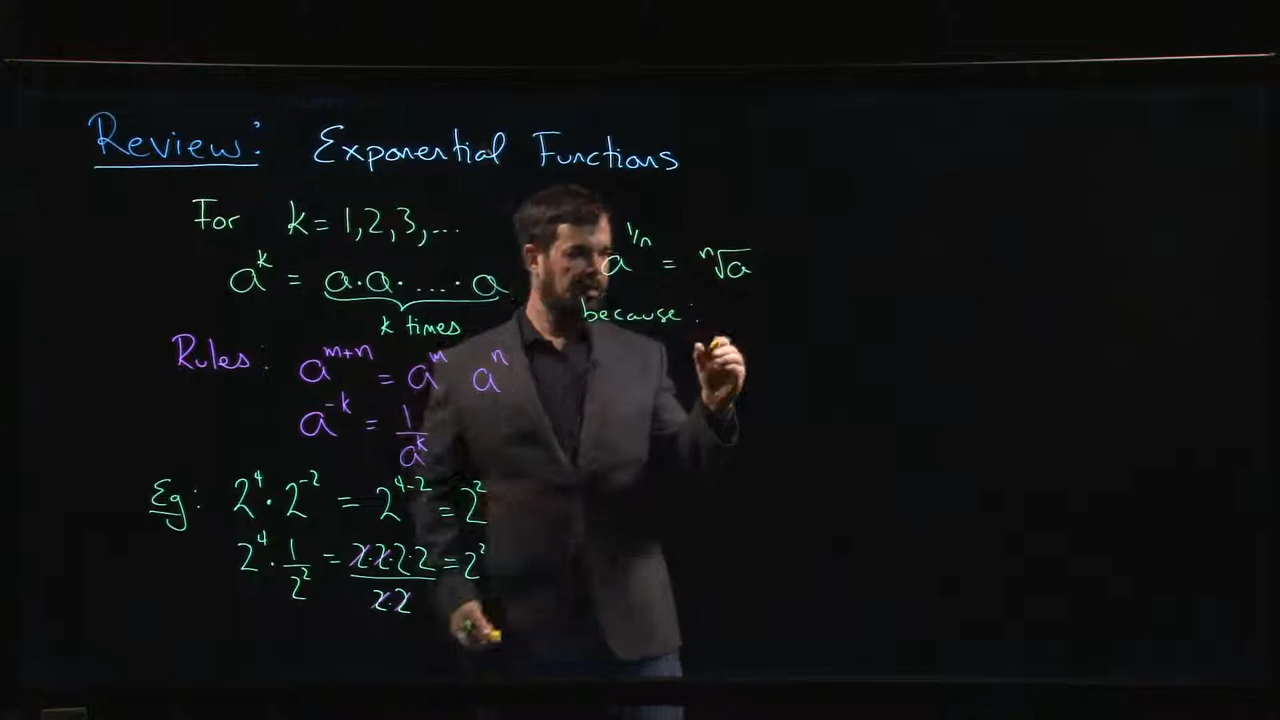 Review: Exponential Functions
For k = 1, 2, 3, ...
a^k = a · a · .... · a
k times
Rules: a^{m+n} = a^m a^n
a^{-k} = 1/a^k
Eg: 2^4 · 2^{-2} = 2^{4-2} = 2^2
2^4 · 1/2^2 = 2·2·2·2/2·2 = 2^2
a^{1/n} = ⁿ√a
because: